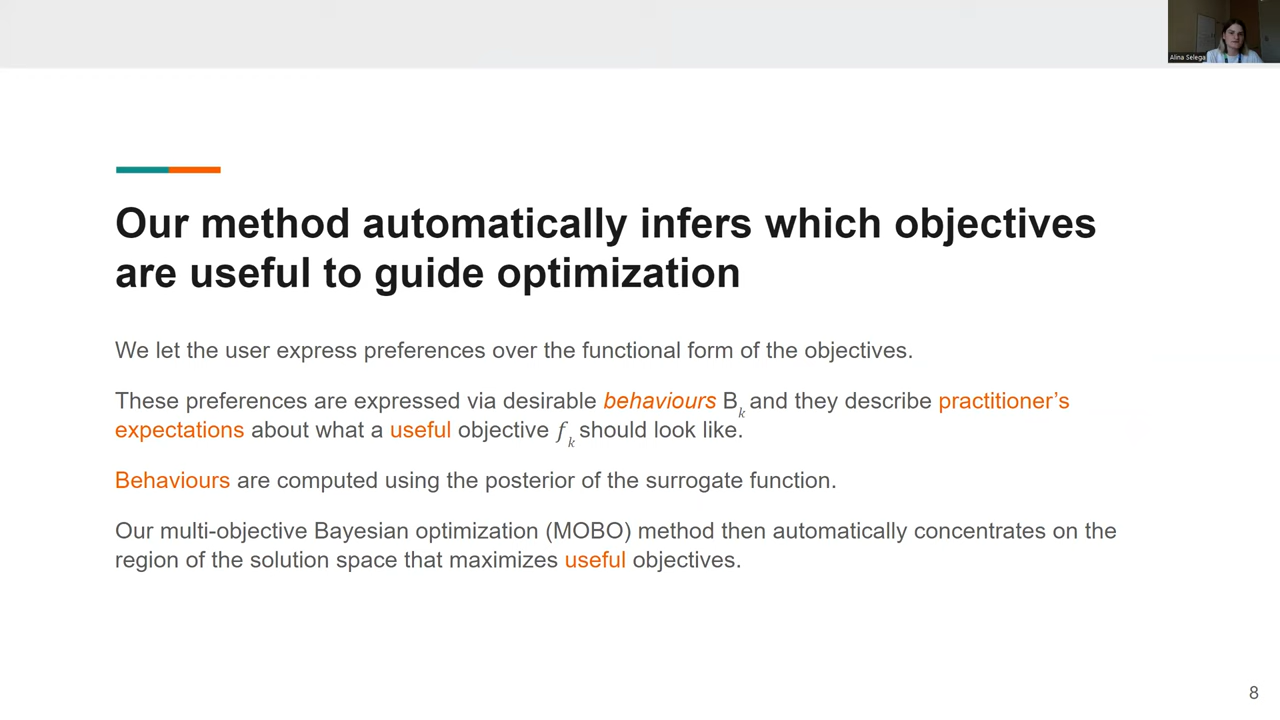 Alina Selega
Our method automatically infers which objectives
are useful to guide optimization
We let the user express preferences over the functional form of the objectives.
These preferences are expressed via desirable behaviours Bk and they describe practitioner's
expectations about what a useful objective fk should look like.
Behaviours are computed using the posterior of the surrogate function.
Our multi-objective Bayesian optimization (MOBO) method then automatically concentrates on the
region of the solution space that maximizes useful objectives.
8